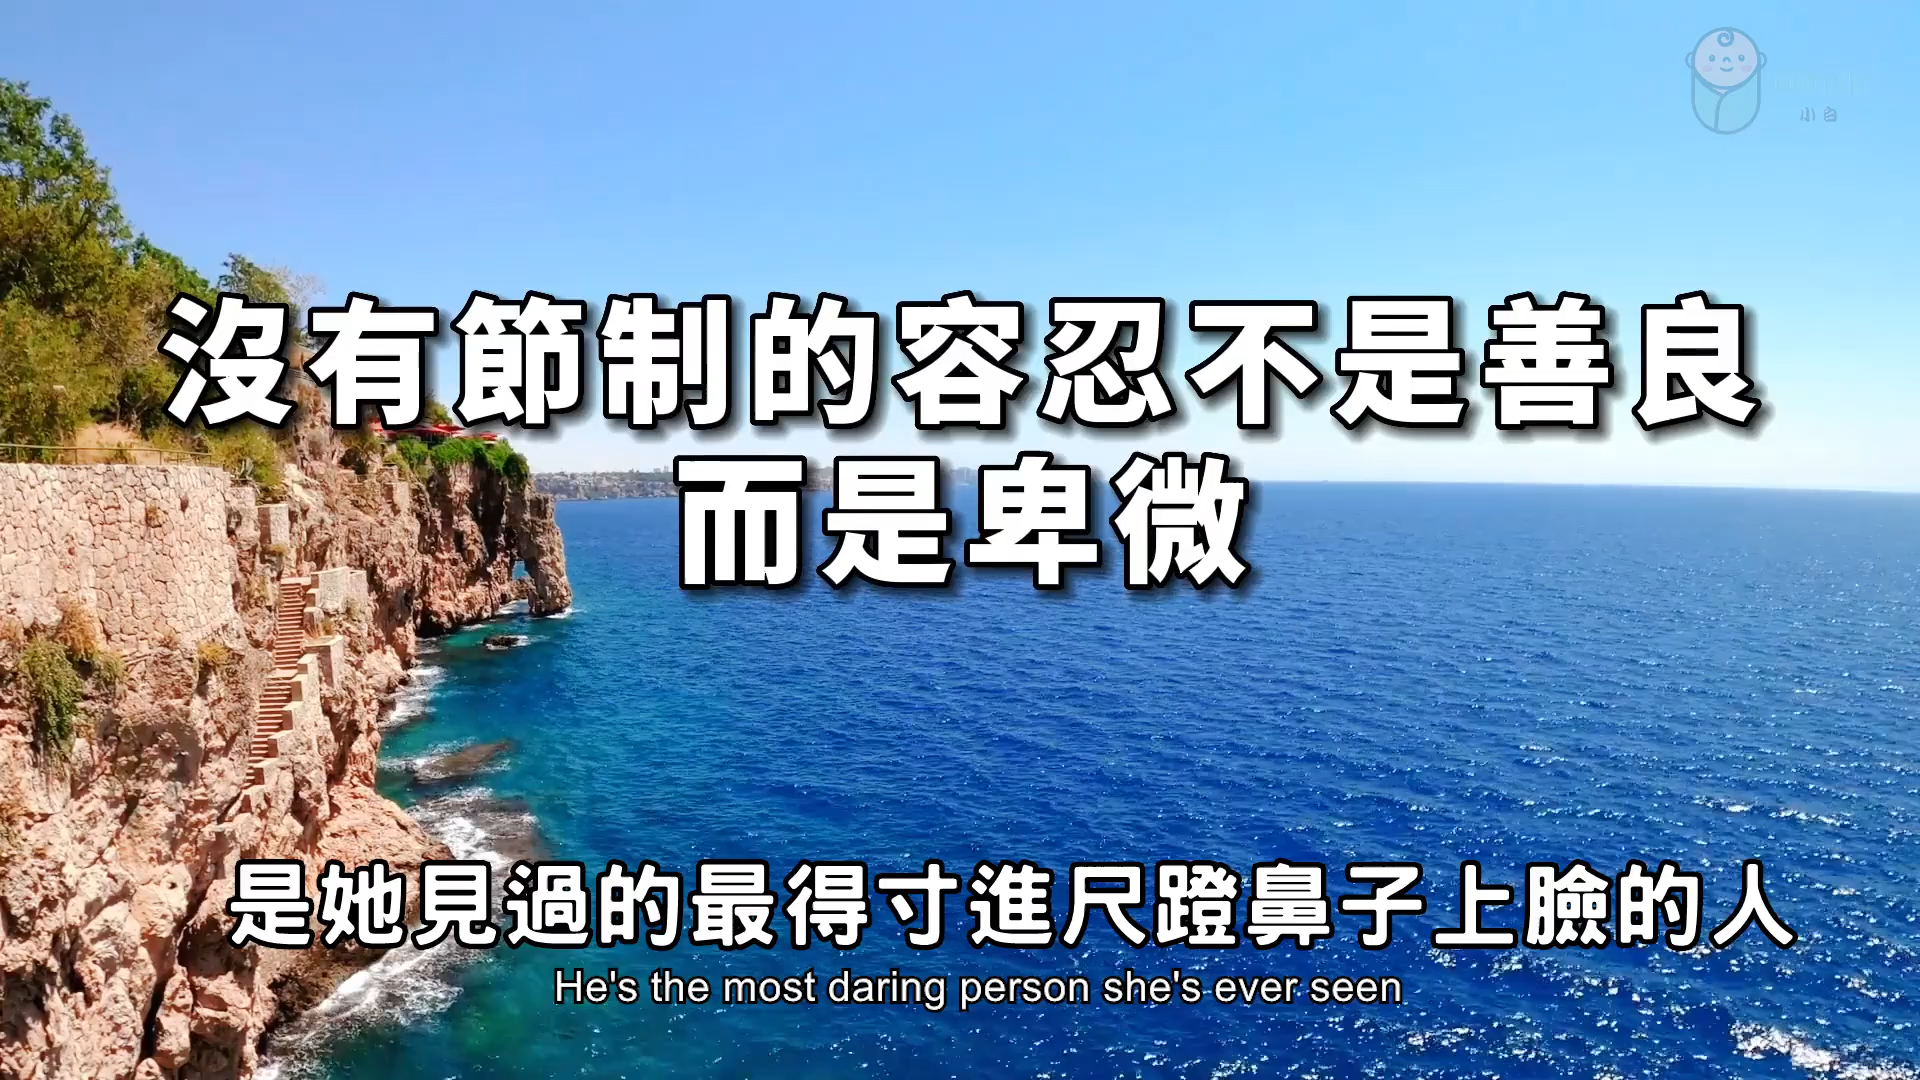 小白
沒有節制的容忍不是善良
而是卑微
是她見過的最得寸進尺蹬鼻子上臉的人
He's the most daring person she's ever seen